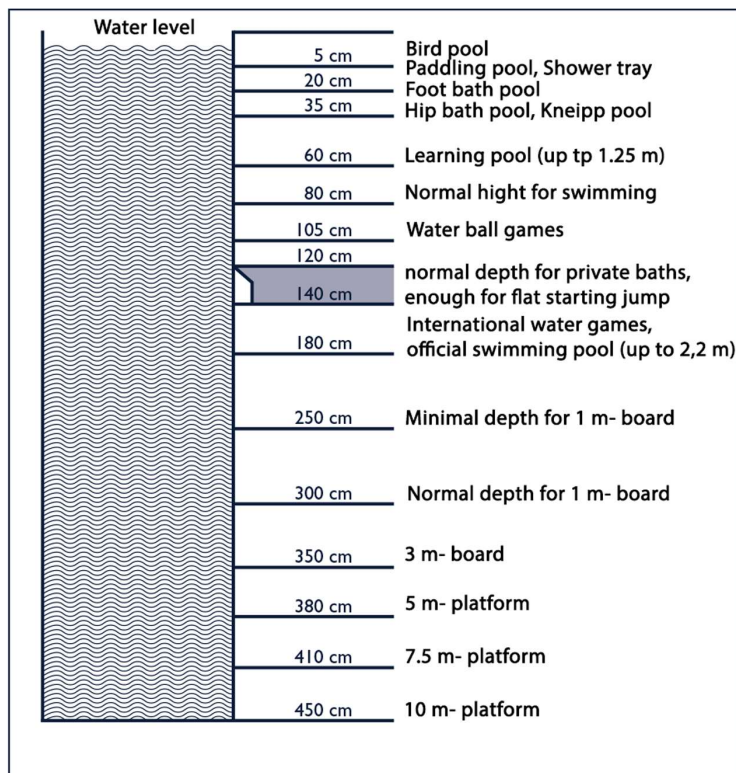 Water level
5 cm Bird pool
Paddling pool, Shower tray
20 cm Foot bath pool
35 cm Hip bath pool, Kneipp pool
60 cm Learning pool (up tp 1.25 m)
80 cm Normal hight for swimming
105 cm Water ball games
120 cm
normal depth for private baths,
140 cm enough for flat starting jump
International water games,
180 cm official swimming pool (up to 2,2 m)
250 cm Minimal depth for 1 m- board
300 cm Normal depth for 1 m- board
350 cm 3 m- board
380 cm 5 m- platform
410 cm 7.5 m- platform
450 cm 10 m- platform